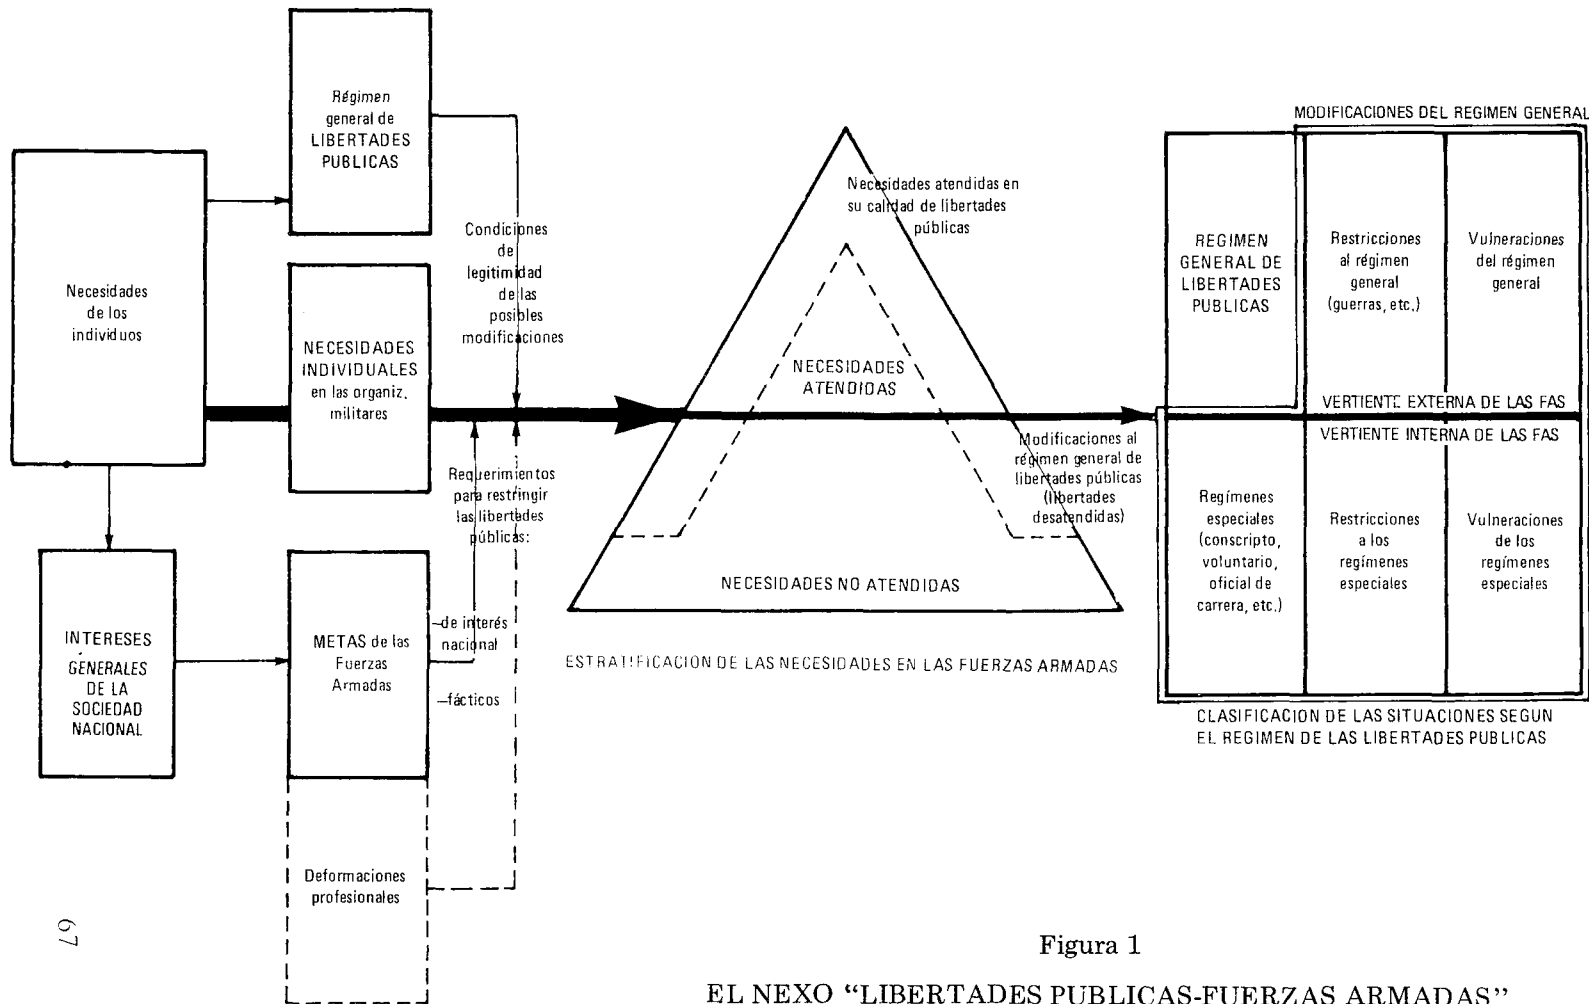 Necesidades
de los
individuos
Régimen
general de
LIBERTADES
PUBLICAS
NECESIDADES
INDIVIDUALES
en las organiz.
militares
INTERESES
GENERALES
DE LA
SOCIEDAD
NACIONAL
METAS de las
Fuerzas
Armadas
Deformaciones
profesionales
Condiciones
de
legitimidad
de las
posibles
modificaciones
Requerimientos
para restringir
las libertades
públicas:
—de interés
nacional
—fácticos
Necesidades atendidas en
su calidad de libertades
públicas
NECESIDADES
ATENDIDAS
NECESIDADES NO ATENDIDAS
Modificaciones al
régimen general de
libertades públicas
(libertades
desatendidas)
ESTRATIFICACION DE LAS NECESIDADES EN LAS FUERZAS ARMADAS
MODIFICACIONES DEL REGIMEN GENERAL
REGIMEN
GENERAL DE
LIBERTADES
PUBLICAS
Restricciones
al régimen
general
(guerras, etc.)
Vulneraciones
del régimen
general
VERTIENTE EXTERNA DE LAS FAS
VERTIENTE INTERNA DE LAS FAS
Regímenes
especiales
(conscripto,
voluntario,
oficial de
carrera, etc.)
Restricciones
a los
regímenes
especiales
Vulneraciones
de los
regímenes
especiales
CLASIFICACION DE LAS SITUACIONES SEGUN
EL REGIMEN DE LAS LIBERTADES PUBLICAS
67
Figura 1
EL NEXO “LIBERTADES PUBLICAS-FUERZAS ARMADAS”